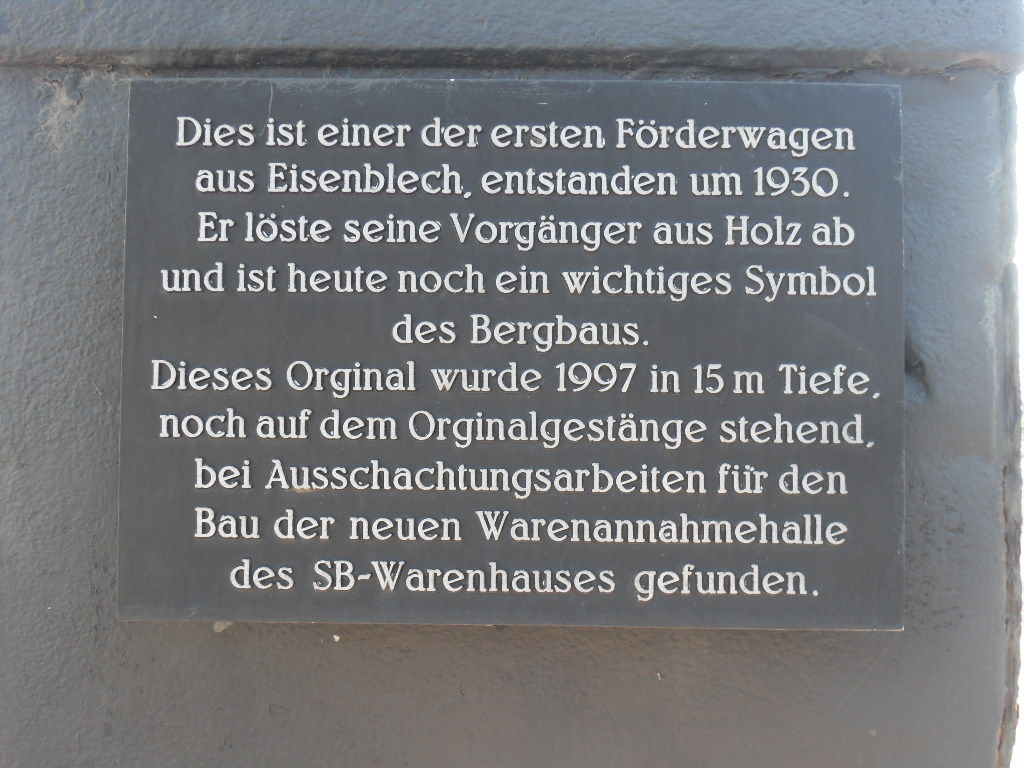 Dies ist einer der ersten Förderwagen
aus Eisenblech, entstanden um 1930.
Er löste seine Vorgänger aus Holz ab
und ist heute noch ein wichtiges Symbol
des Bergbaus.
Dieses Orginal wurde 1997 in 15 m Tiefe,
noch auf dem Orginalgestänge stehend,
bei Ausschachtungsarbeiten für den
Bau der neuen Warenannahmehalle
des SB-Warenhauses gefunden.